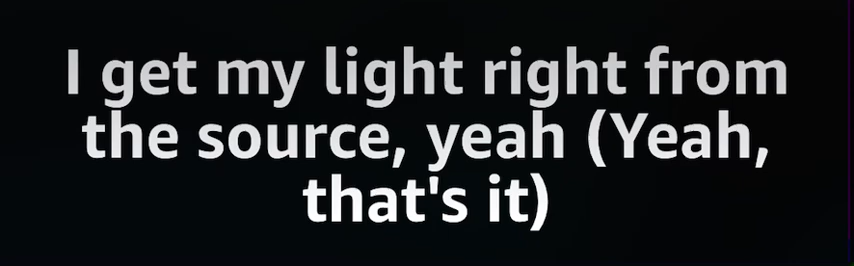 I get my light right from
the source, yeah (Yeah,
that's it)